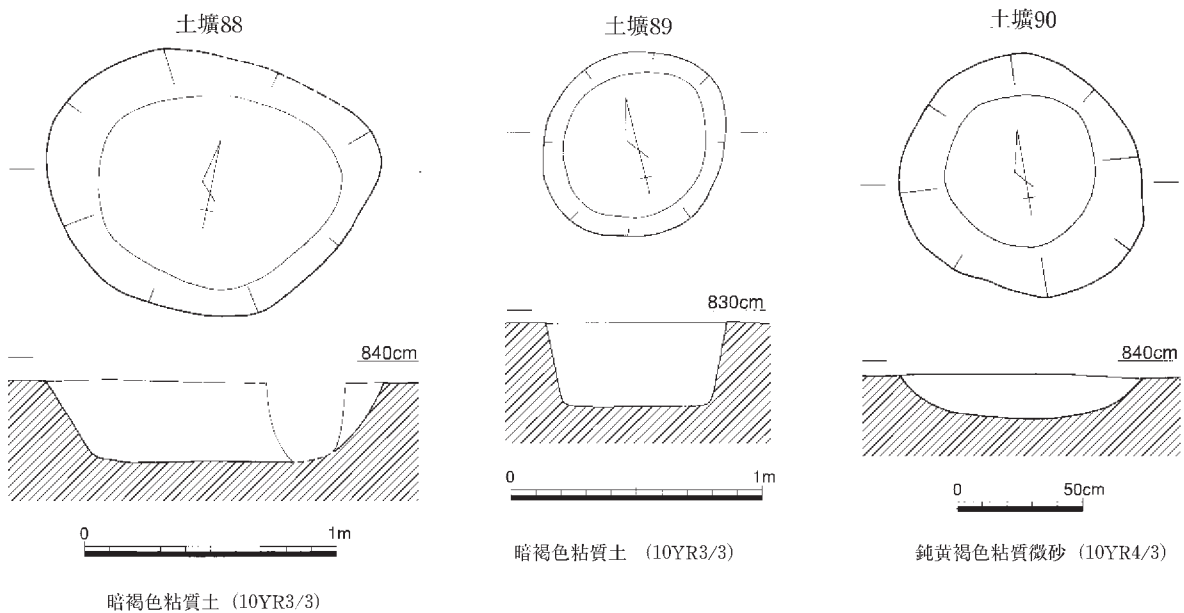 土壙88
840cm
0 1m
暗褐色粘質土 (10YR3/3)
土壙89
830cm
0 1m
暗褐色粘質土 (10YR3/3)
土壙90
840cm
0 50cm
鈍黄褐色粘質微砂 (10YR4/3)